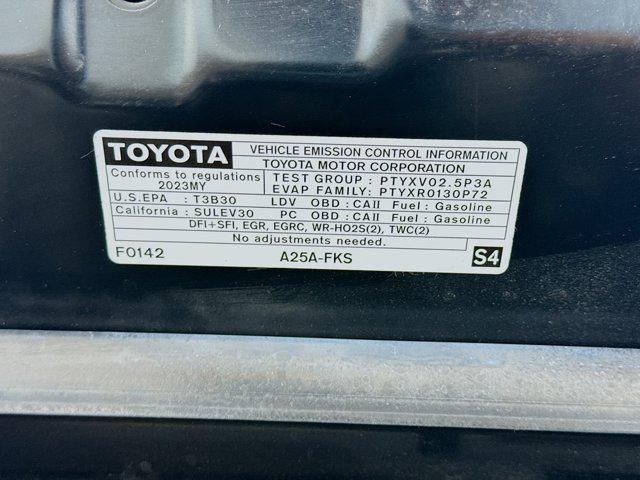 TOYOTA VEHICLE EMISSION CONTROL INFORMATION
TOYOTA MOTOR CORPORATION
Conforms to regulations TEST GROUP : PTYXV02.5P3A
2023MY EVAP FAMILY: PTYXR0130P72
U.S.EPA : T3B30 LDV OBD : CAII Fuel : Gasoline
California : SULEV30 PC OBD : CAII Fuel : Gasoline
DFI+SFI, EGR, EGRC, WR-HO2S(2), TWC(2)
No adjustments needed.
F0142 A25A-FKS S4